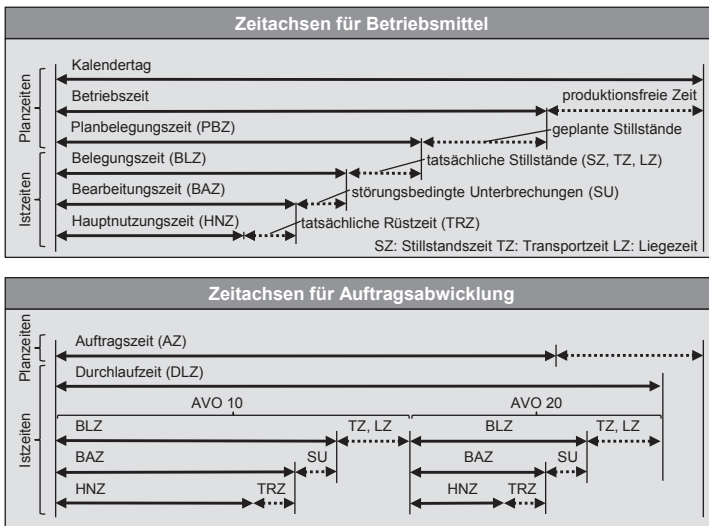 Zeitachsen für Betriebsmittel
Planzeiten
Kalendertag
Betriebszeit
produktionsfreie Zeit
Planbelegungszeit (PBZ)
geplante Stillstände
Istzeiten
Belegungszeit (BLZ)
tatsächliche Stillstände (SZ, TZ, LZ)
Bearbeitungszeit (BAZ)
störungsbedingte Unterbrechungen (SU)
Hauptnutzungszeit (HNZ)
tatsächliche Rüstzeit (TRZ)
SZ: Stillstandszeit TZ: Transportzeit LZ: Liegezeit
Zeitachsen für Auftragsabwicklung
Planzeiten
Auftragszeit (AZ)
Istzeiten
Durchlaufzeit (DLZ)
AVO 10 AVO 20
BLZ TZ, LZ BLZ TZ, LZ
BAZ SU BAZ SU
HNZ TRZ HNZ TRZ